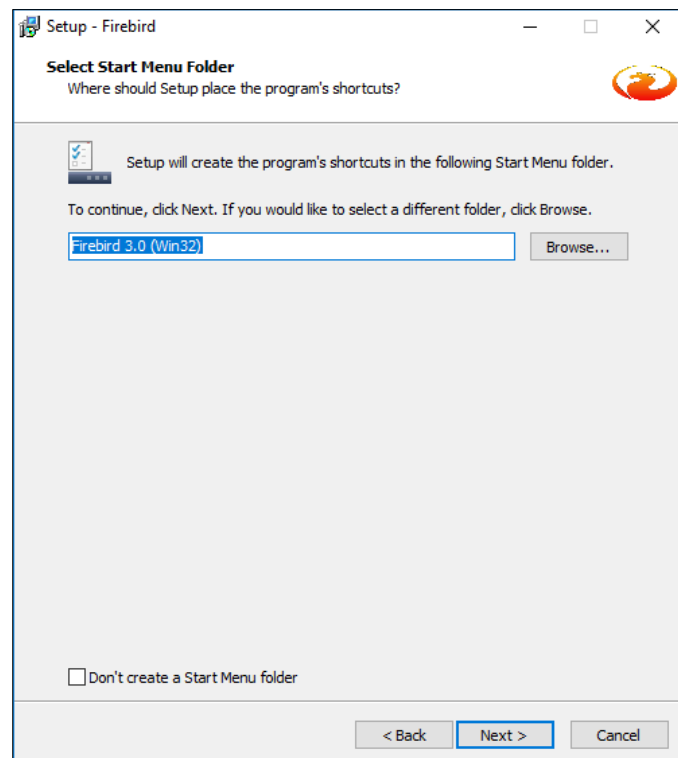 Setup - Firebird
Select Start Menu Folder
Where should Setup place the program's shortcuts?
Setup will create the program's shortcuts in the following Start Menu folder.
To continue, click Next. If you would like to select a different folder, click Browse.
Firebird 3.0 (Win32)
Browse...
Don't create a Start Menu folder
< Back
Next >
Cancel